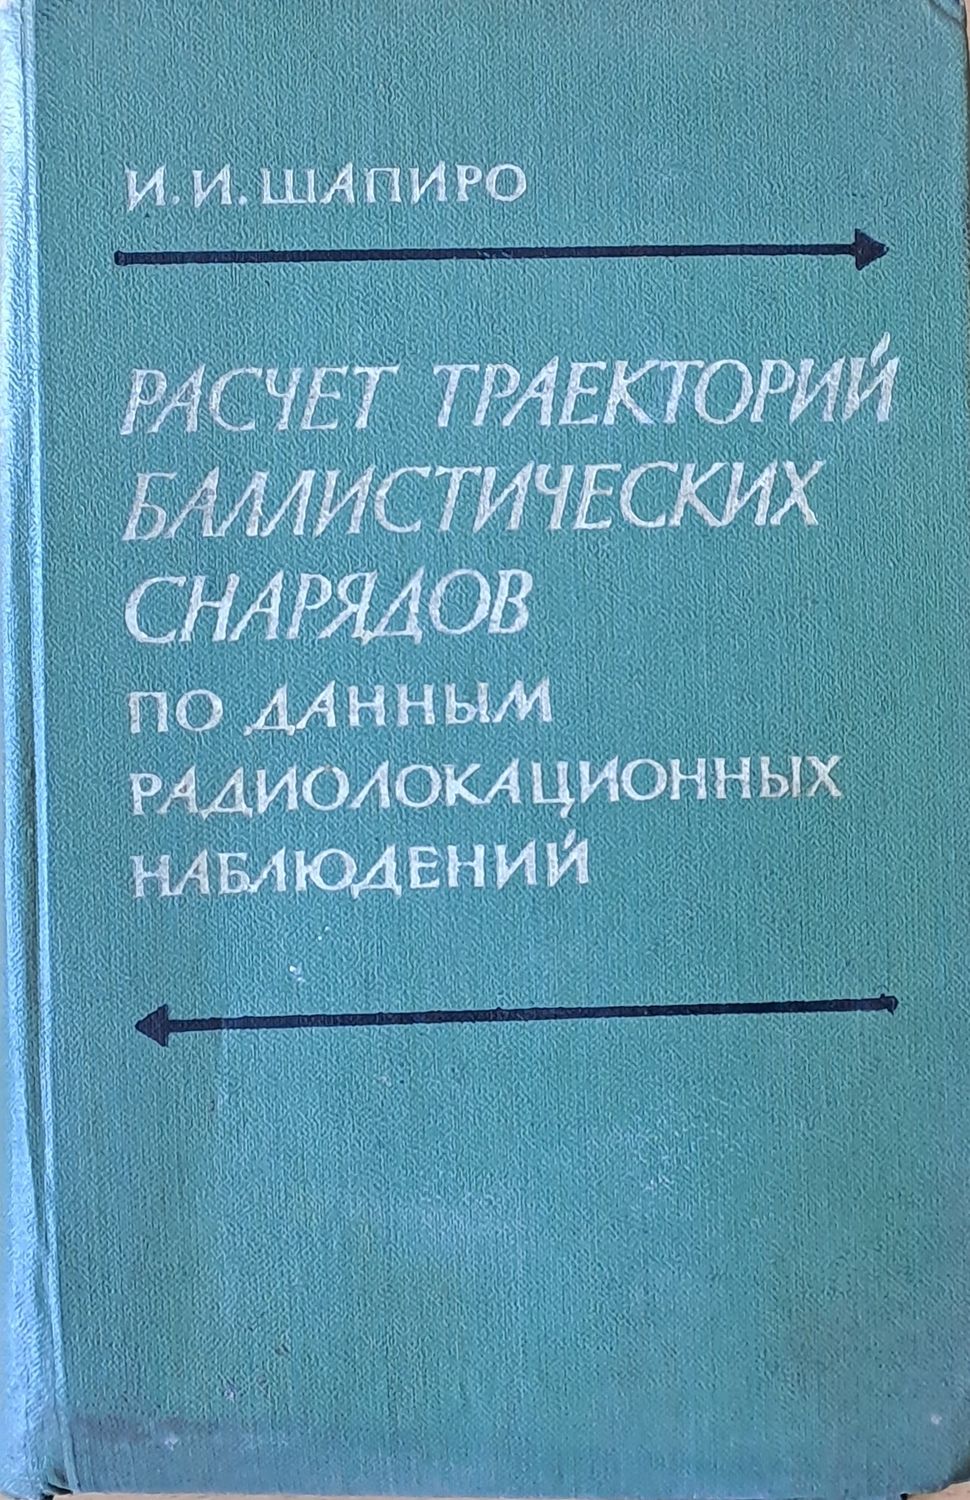 И. И. ШАПИРО
РАСЧЕТ ТРАЕКТОРИЙ
БАЛЛИСТИЧЕСКИХ
СНАРЯДОВ
ПО ДАННЫМ
РАДИОЛОКАЦИОННЫХ
НАБЛЮДЕНИЙ